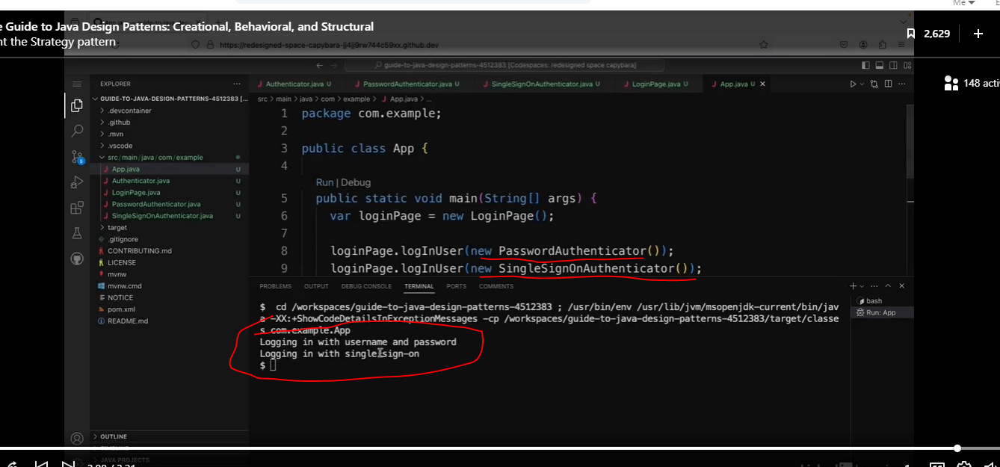 Me
e Guide to Java Design Patterns: Creational, Behavioral, and Structural
nt the Strategy pattern
2,629
148 acti
https://redesigned-space-capybara-jj4jj9rw744c59xx.github.dev
guide-to-java-design-patterns-4512383 [Codespaces: redesigned space capybara]
EXPLORER
GUIDE-TO-JAVA-DESIGN-PATTERNS-4512383 [...
.devcontainer
.github
.mvn
.vscode
src/main/java/com/example
App.java U
Authenticator.java U
LoginPage.java U
PasswordAuthenticator.java U
SingleSignOnAuthenticator.java U
target
.gitignore
CONTRIBUTING.md
LICENSE
mvnw
mvnw.cmd
NOTICE
pom.xml
README.md
OUTLINE
JAVA PROJECTS
Authenticator.java U
PasswordAuthenticator.java U
SingleSignOnAuthenticator.java U
LoginPage.java U
App.java U
src > main > java > com > example > App.java > ...
1 package com.example;
2
3 public class App {
4
Run | Debug
5 public static void main(String[] args) {
6 var loginPage = new LoginPage();
7
8 loginPage.logInUser(new PasswordAuthenticator());
9 loginPage.logInUser(new SingleSignOnAuthenticator());
PROBLEMS OUTPUT DEBUG CONSOLE TERMINAL PORTS COMMENTS
$ cd /workspaces/guide-to-java-design-patterns-4512383 ; /usr/bin/env /usr/lib/jvm/msopenjdk-current/bin/jav
a -XX:+ShowCodeDetailsInExceptionMessages -cp /workspaces/guide-to-java-design-patterns-4512383/target/classe
s com.example.App
Logging in with username and password
Logging in with single sign-on
$
bash
Run: App